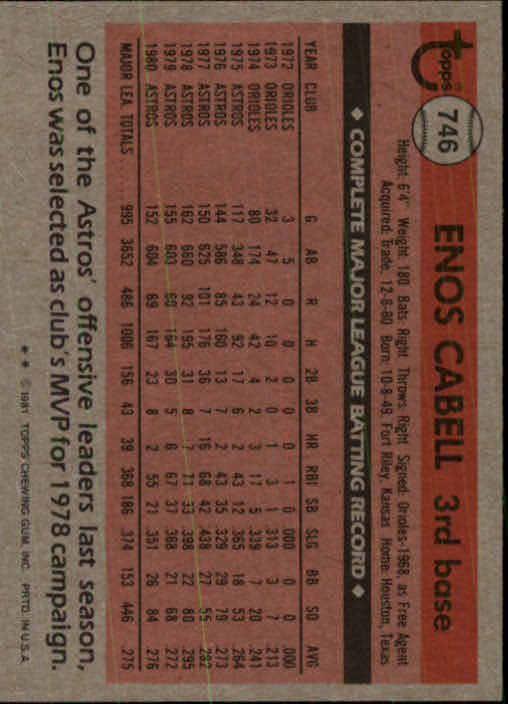 topps®
746
ENOS CABELL 3rd base
Height: 6'4" Weight: 180 Bats: Right Throws: Right Signed: Orioles-1968, as Free Agent
Acquired: Trade, 12-8-80 Born: 10-8-49, Fort Riley, Kansas Home: Houston, Texas
◆ COMPLETE MAJOR LEAGUE BATTING RECORD ◆
YEAR CLUB G AB R H 2B 3B HR RBI SB SLG BB SO AVG
1972 ORIOLES 3 5 0 0 0 0 0 1 0 .000 0 0 .000
1973 ORIOLES 32 47 12 10 2 0 1 3 1 .313 3 7 .213
1974 ORIOLES 80 174 24 42 4 2 3 17 5 .339 7 20 .241
1975 ASTROS 117 348 43 92 17 6 2 43 12 .365 18 53 .264
1976 ASTROS 144 586 85 160 13 7 2 43 35 .329 29 79 .273
1977 ASTROS 150 625 101 176 36 7 16 68 42 .438 27 55 .282
1978 ASTROS 162 660 92 195 31 8 7 71 33 .398 22 80 .295
1979 ASTROS 155 603 60 164 30 5 6 67 37 .368 21 68 .272
1980 ASTROS 152 604 69 167 23 8 2 55 21 .351 26 84 .276
MAJOR LEA. TOTALS .... 995 3652 486 1006 156 43 39 368 186 .374 153 446 .275
One of the Astros' offensive leaders last season,
Enos was selected as club's MVP for 1978 campaign.
** ©1981 TOPPS CHEWING GUM, INC. PRTD. IN U.S.A.